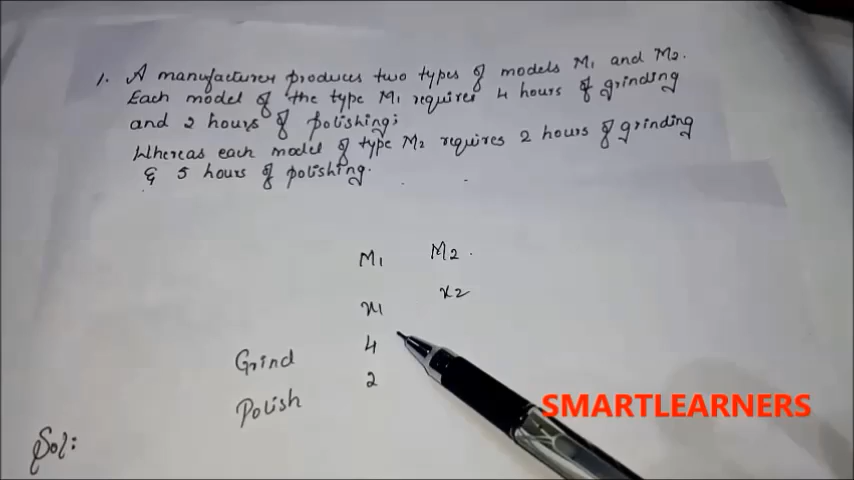 1. A manufacturer produces two types of models M1 and M2.
Each model of the type M1 requires 4 hours of grinding
and 2 hours of polishing;
Whereas each model of type M2 requires 2 hours of grinding
& 5 hours of polishing.
M1 M2.
x1 x2
Grind 4
Polish 2
SMARTLEARNERS
Sol: